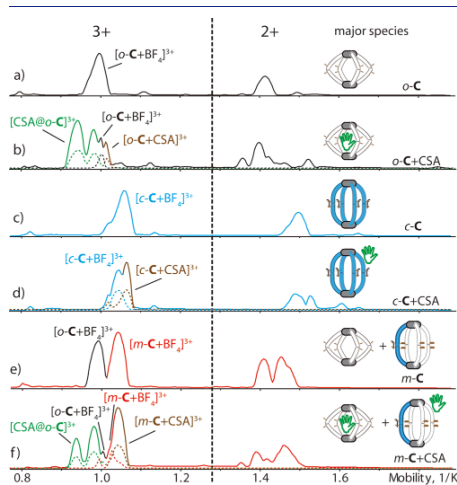 3+ 2+ major species
a) [o-C+BF₄]³⁺ o-C
[CSA@o-C]³⁺ [o-C+BF₄]³⁺
b) [o-C+CSA]³⁺ o-C+CSA
c) [c-C+BF₄]³⁺ c-C
[c-C+BF₄]³⁺
d) [c-C+CSA]³⁺ c-C+CSA
[o-C+BF₄]³⁺ [m-C+BF₄]³⁺ +
e) m-C
[m-C+BF₄]³⁺
[o-C+BF₄]³⁺
[CSA@o-C]³⁺ [m-C+CSA]³⁺ +
f) m-C+CSA
0.8 1.0 1.2 1.4 1.6 Mobility, 1/K